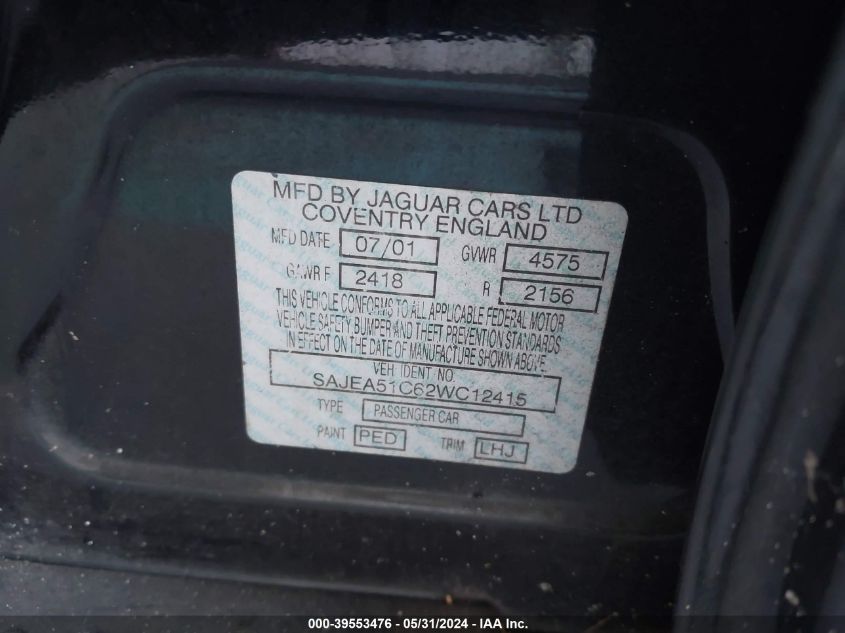 MFD BY JAGUAR CARS LTD
COVENTRY ENGLAND
MFD DATE 07/01 GVWR 4575
GAWR F 2418 R 2156
THIS VEHICLE CONFORMS TO ALL APPLICABLE FEDERAL MOTOR
VEHICLE SAFETY BUMPER AND THEFT PREVENTION STANDARDS
IN EFFECT ON THE DATE OF MANUFACTURE SHOWN ABOVE.
VEH IDENT NO.
SAJEA51C62WC12415
TYPE PASSENGER CAR
PAINT PED TRIM LHJ
000-39553476 - 05/31/2024 - IAA Inc.